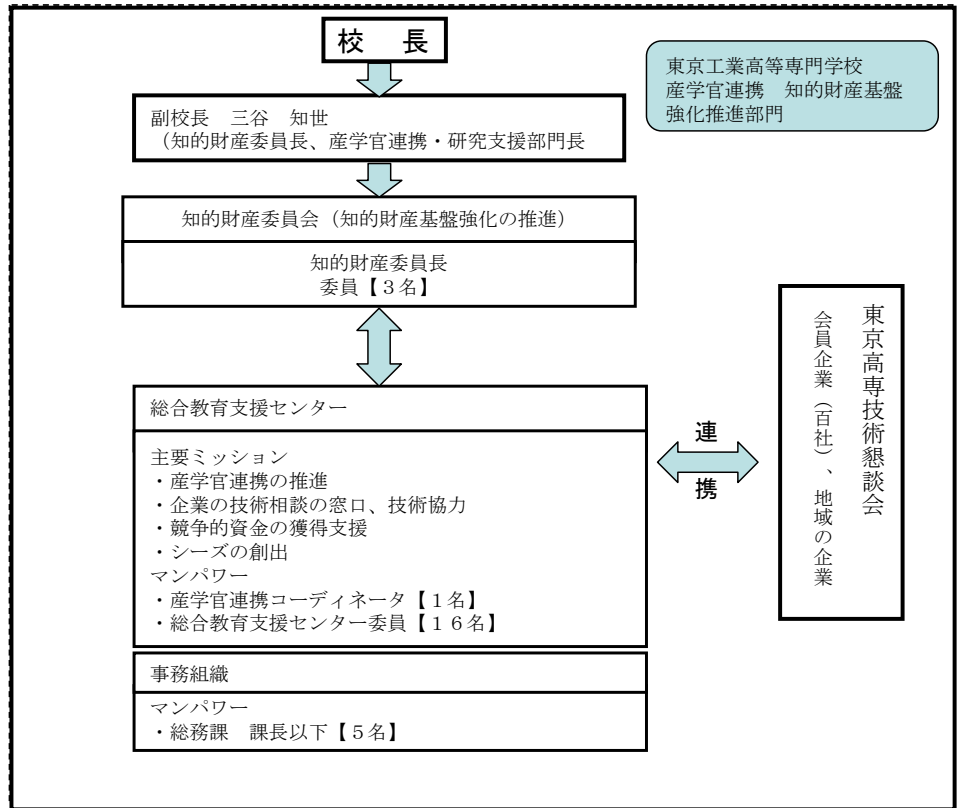 校　長
東京工業高等専門学校
産学官連携　知的財産基盤
強化推進部門
副校長　三谷　知世
（知的財産委員長、産学官連携・研究支援部門長
知的財産委員会（知的財産基盤強化の推進）
知的財産委員長
委員【３名】
総合教育支援センター
主要ミッション
・産学官連携の推進
・企業の技術相談の窓口、技術協力
・競争的資金の獲得支援
・シーズの創出
マンパワー
・産学官連携コーディネータ【１名】
・総合教育支援センター委員【１６名】
連
携
東京高専技術懇談会
会員企業（百社）、地域の企業
事務組織
マンパワー
・総務課　課長以下【５名】